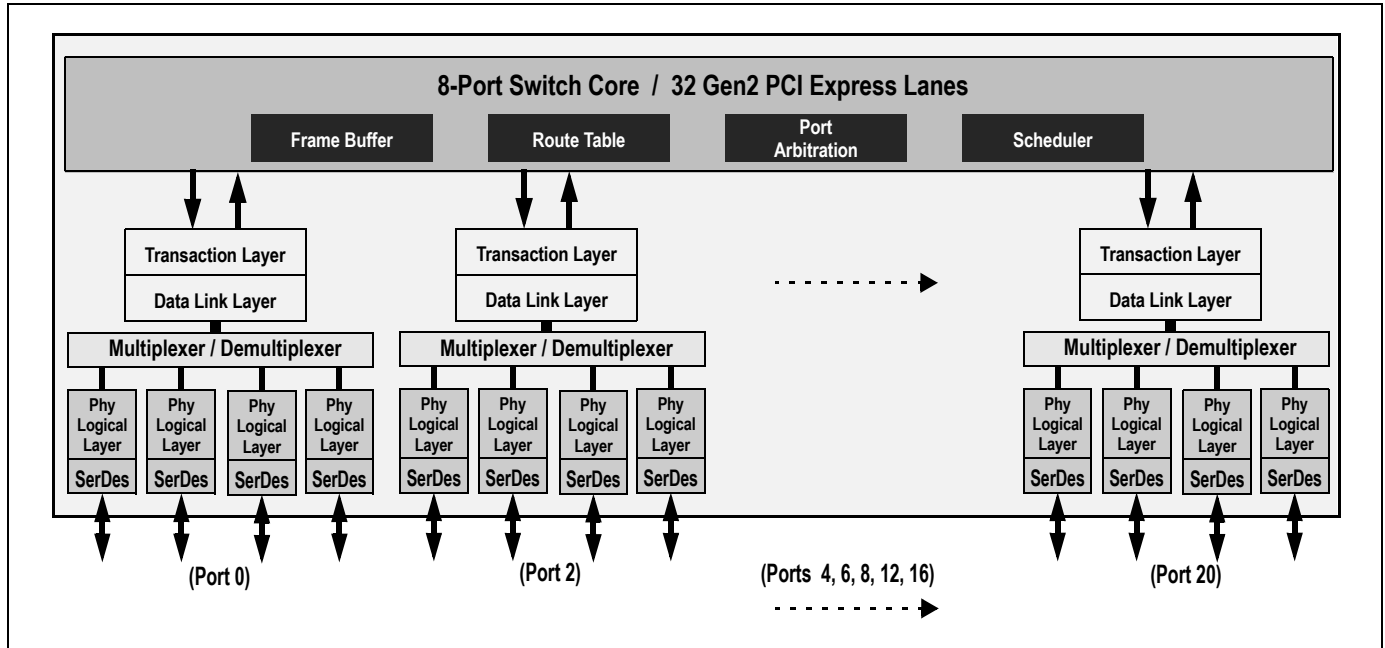 8-Port Switch Core / 32 Gen2 PCI Express Lanes
Frame Buffer
Route Table
Port
Arbitration
Scheduler
Transaction Layer
Data Link Layer
Multiplexer / Demultiplexer
Phy
Logical
Layer
SerDes
Phy
Logical
Layer
SerDes
Phy
Logical
Layer
SerDes
Phy
Logical
Layer
SerDes
(Port 0)
Transaction Layer
Data Link Layer
Multiplexer / Demultiplexer
Phy
Logical
Layer
SerDes
Phy
Logical
Layer
SerDes
Phy
Logical
Layer
SerDes
Phy
Logical
Layer
SerDes
(Port 2)
(Ports 4, 6, 8, 12, 16)
Transaction Layer
Data Link Layer
Multiplexer / Demultiplexer
Phy
Logical
Layer
SerDes
Phy
Logical
Layer
SerDes
Phy
Logical
Layer
SerDes
Phy
Logical
Layer
SerDes
(Port 20)